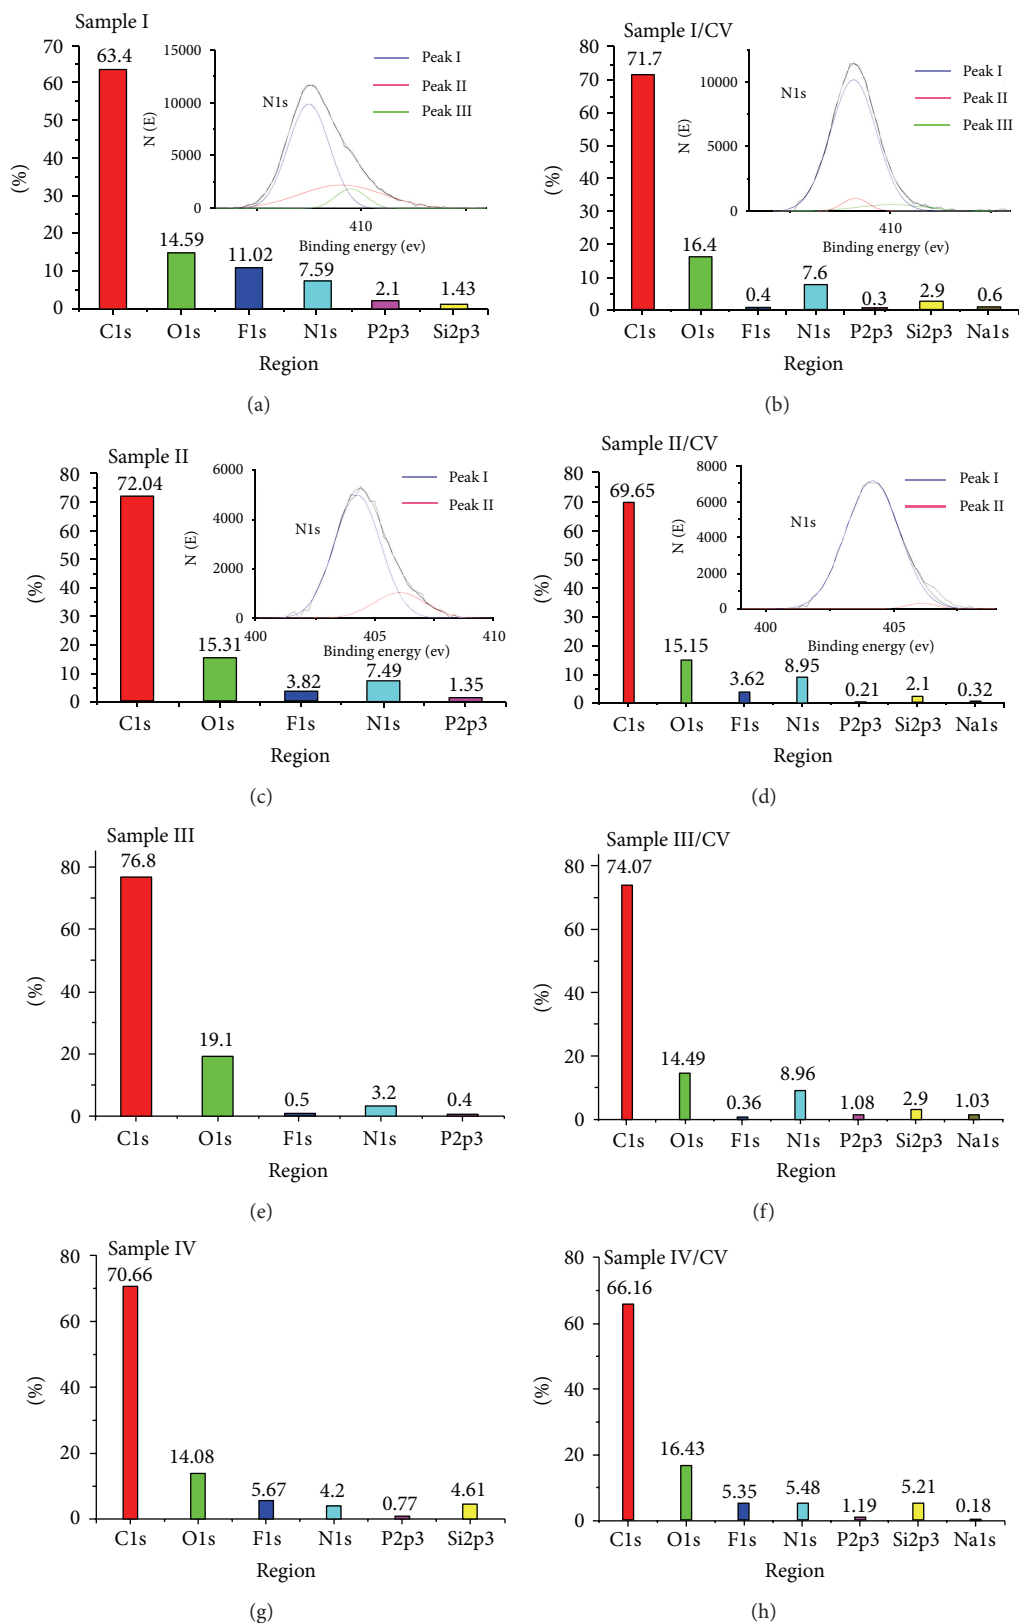 Sample I
70
60
50
40
30
20
10
0
(%)
63.4
14.59
11.02
7.59
2.1
1.43
C1s O1s F1s N1s P2p3 Si2p3
Region
15000
10000
5000
0
N (E)
N1s
Peak I
Peak II
Peak III
410
Binding energy (ev)
(a)
Sample I/CV
80
70
60
50
40
30
20
10
0
(%)
71.7
16.4
0.4
7.6
0.3
2.9
0.6
C1s O1s F1s N1s P2p3 Si2p3 Na1s
Region
10000
5000
0
N (E)
N1s
Peak I
Peak II
Peak III
410
Binding energy (ev)
(b)
Sample II
80
70
60
50
40
30
20
10
0
(%)
72.04
15.31
3.82
7.49
1.35
C1s O1s F1s N1s P2p3
Region
6000
4000
2000
0
N (E)
N1s
Peak I
Peak II
400 405 410
Binding energy (ev)
(c)
Sample II/CV
80
70
60
50
40
30
20
10
0
(%)
69.65
15.15
3.62
8.95
0.21
2.1
0.32
C1s O1s F1s N1s P2p3 Si2p3 Na1s
Region
8000
6000
4000
2000
0
N (E)
N1s
Peak I
Peak II
400 405
Binding energy (ev)
(d)
Sample III
80
60
40
20
0
(%)
76.8
19.1
0.5
3.2
0.4
C1s O1s F1s N1s P2p3
Region
(e)
Sample III/CV
80
60
40
20
0
(%)
74.07
14.49
0.36
8.96
1.08
2.9
1.03
C1s O1s F1s N1s P2p3 Si2p3 Na1s
Region
(f)
Sample IV
80
60
40
20
0
(%)
70.66
14.08
5.67
4.2
0.77
4.61
C1s O1s F1s N1s P2p3 Si2p3
Region
(g)
Sample IV/CV
80
60
40
20
0
(%)
66.16
16.43
5.35
5.48
1.19
5.21
0.18
C1s O1s F1s N1s P2p3 Si2p3 Na1s
Region
(h)